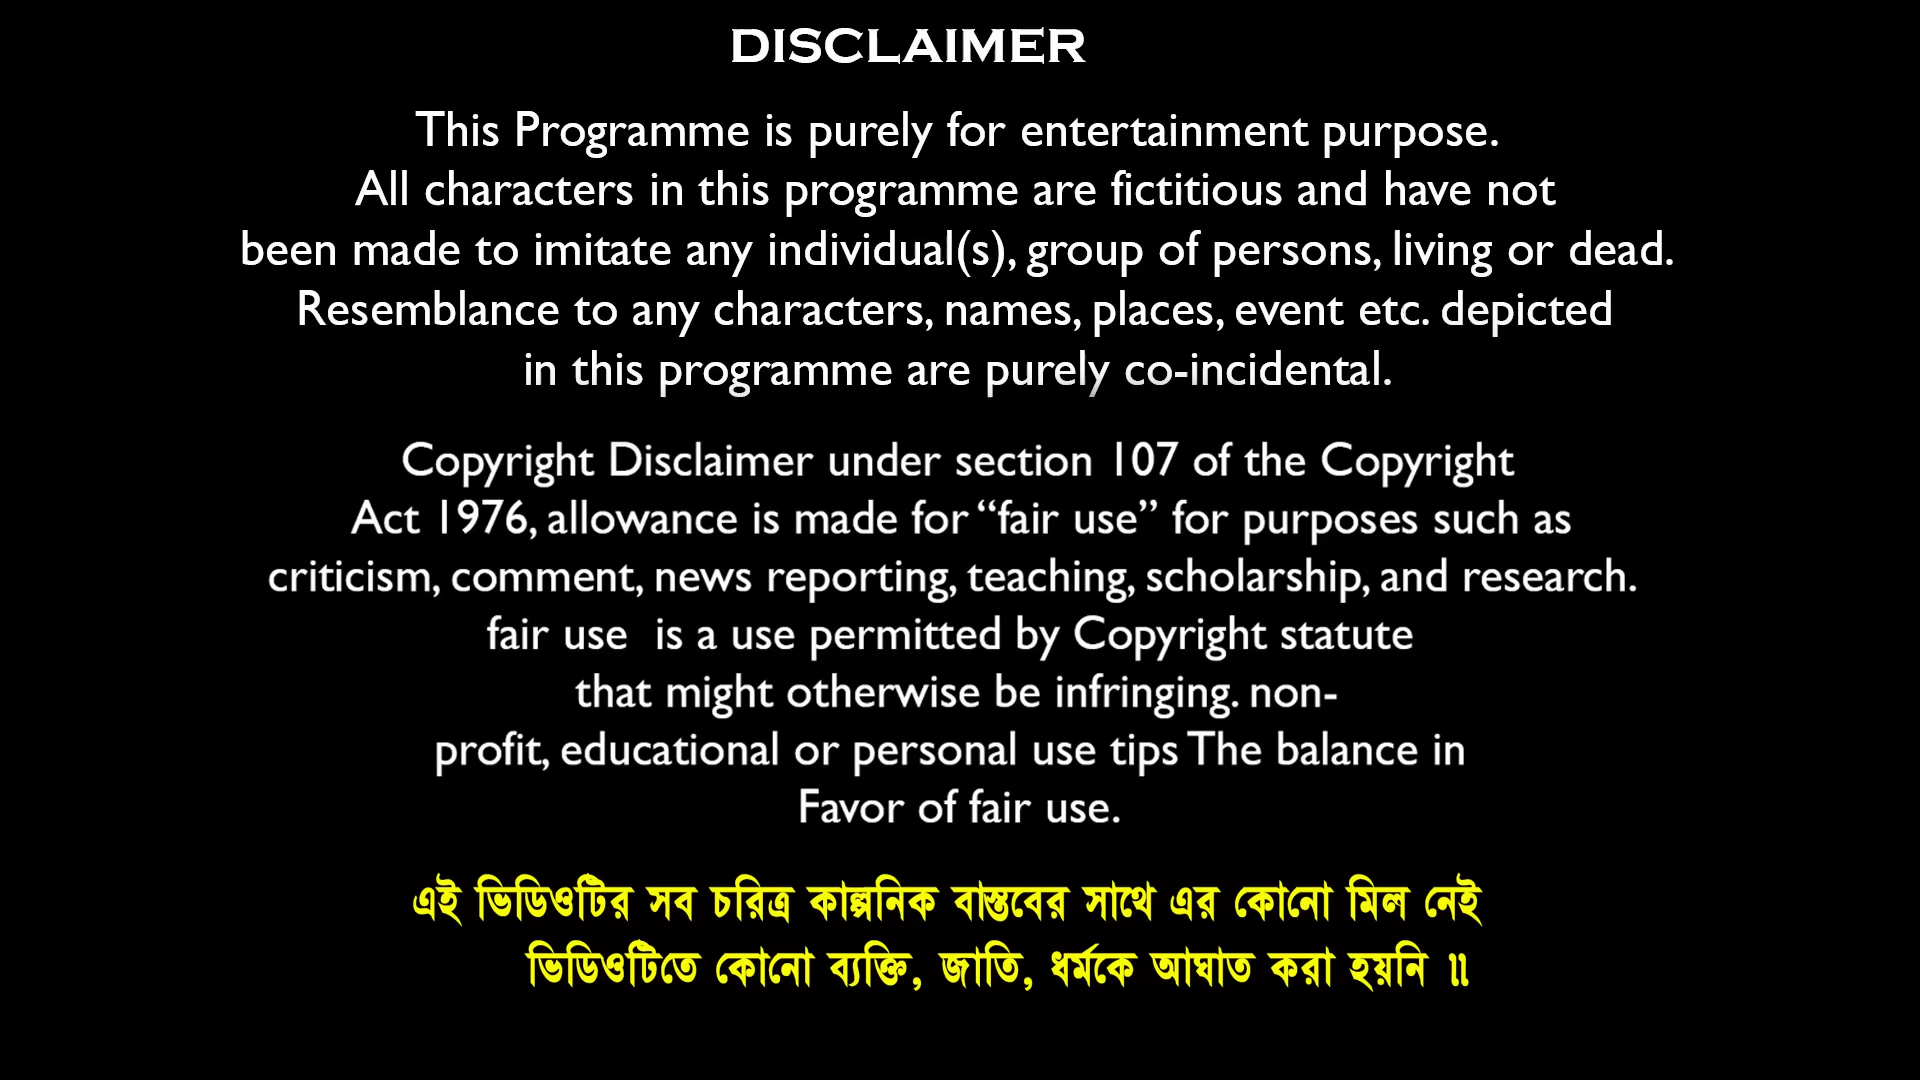 DISCLAIMER
This Programme is purely for entertainment purpose.
All characters in this programme are fictitious and have not
been made to imitate any individual(s), group of persons, living or dead.
Resemblance to any characters, names, places, event etc. depicted
in this programme are purely co-incidental.
Copyright Disclaimer under section 107 of the Copyright
Act 1976, allowance is made for “fair use” for purposes such as
criticism, comment, news reporting, teaching, scholarship, and research.
fair use is a use permitted by Copyright statute
that might otherwise be infringing. non-
profit, educational or personal use tips The balance in
Favor of fair use.
এই ভিডিওটির সব চরিত্র কাল্পনিক বাস্তবের সাথে এর কোনো মিল নেই
ভিডিওটিতে কোনো ব্যক্তি, জাতি, ধর্মকে আঘাত করা হয়নি ॥